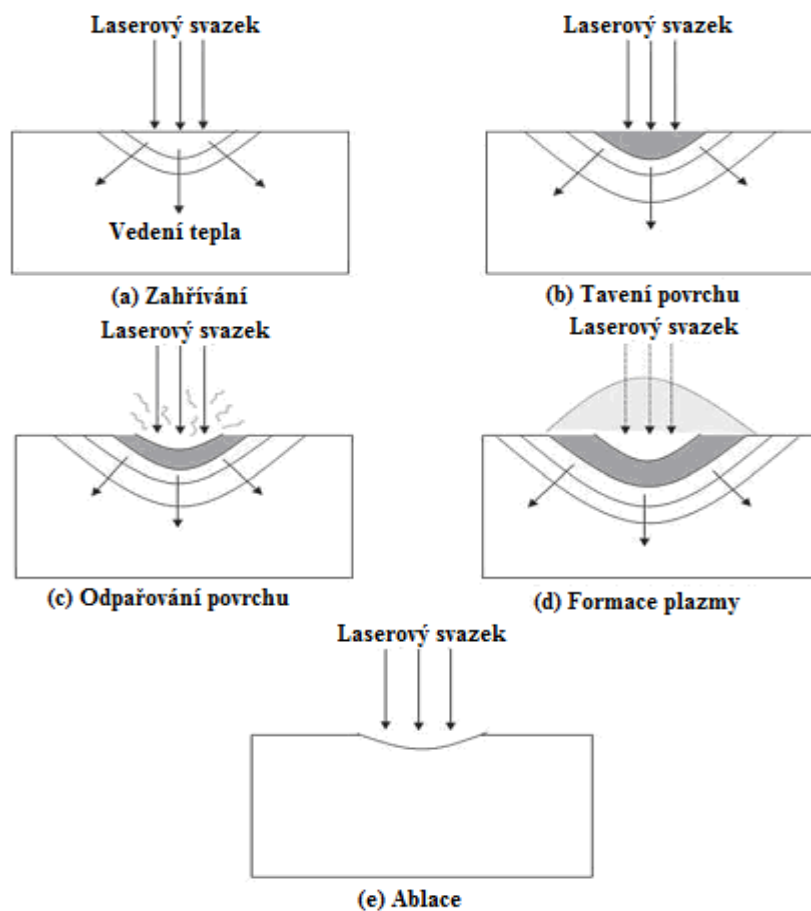 Laserový svazek
Laserový svazek
Vedení tepla
(a) Zahřívání
(b) Tavení povrchu
Laserový svazek
Laserový svazek
(c) Odpařování povrchu
(d) Formace plazmy
Laserový svazek
(e) Ablace